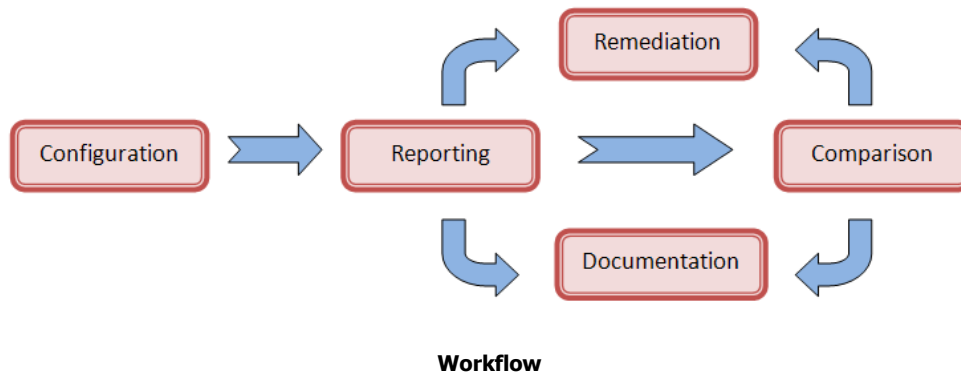 Remediation
Configuration
Reporting
Comparison
Documentation
Workflow